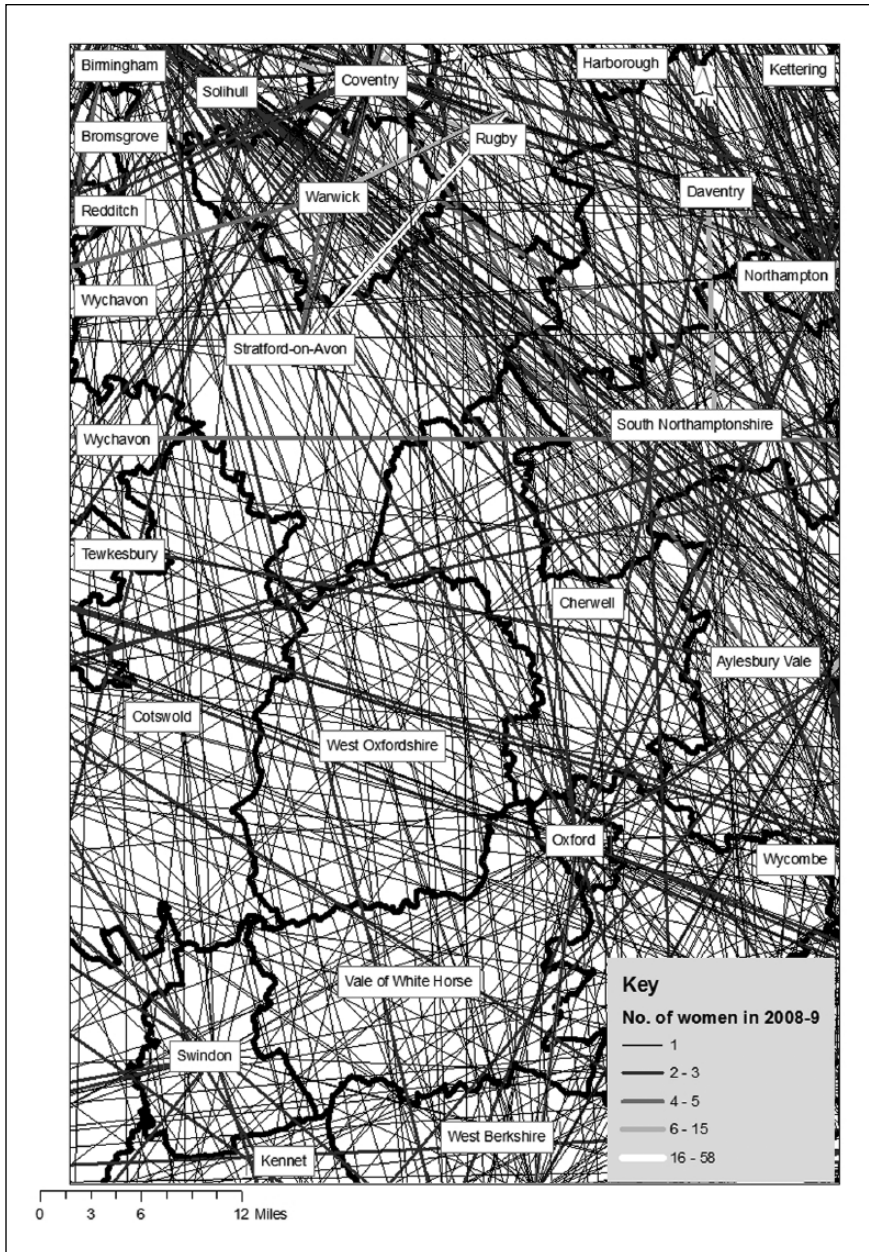 Birmingham
Solihull
Coventry
Harborough
Kettering
Bromsgrove
Rugby
Redditch
Warwick
Daventry
Northampton
Wychavon
Stratford-on-Avon
South Northamptonshire
Wychavon
Tewkesbury
Cherwell
Aylesbury Vale
Cotswold
West Oxfordshire
Oxford
Wycombe
Vale of White Horse
Swindon
West Berkshire
Kennet
Key
No. of women in 2008-9
1
2 - 3
4 - 5
6 - 15
16 - 58
0 3 6 12 Miles